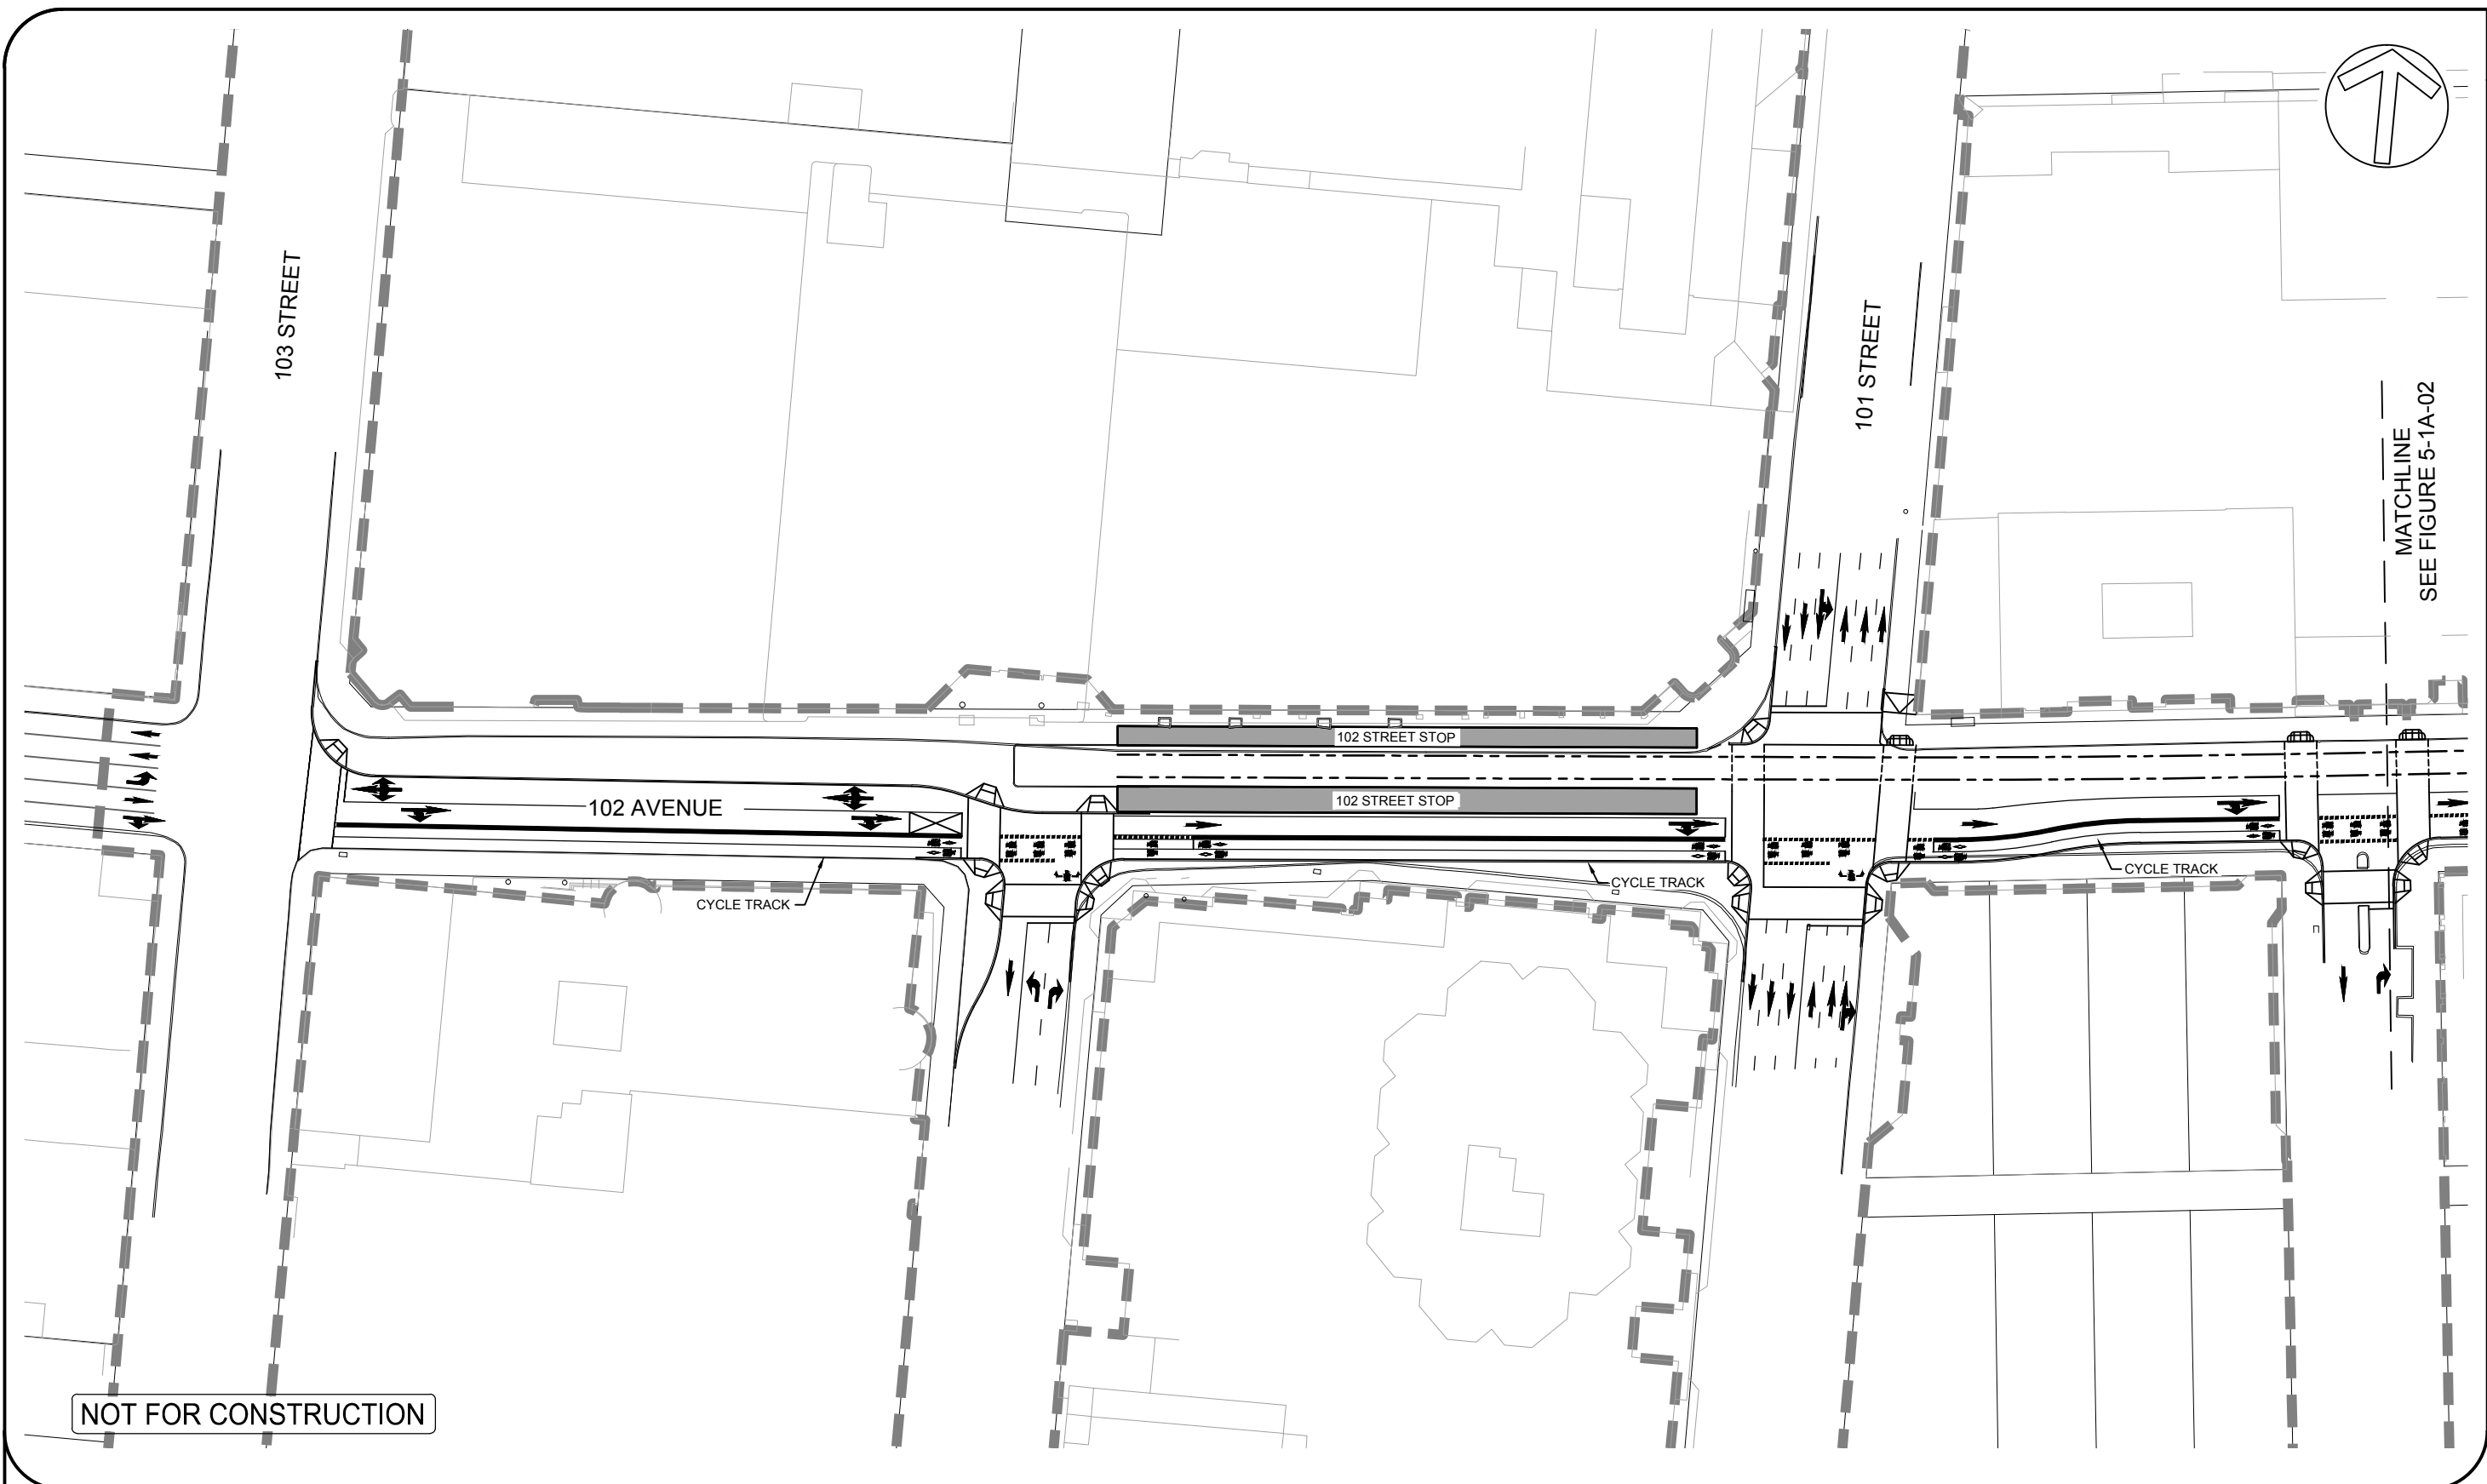 103 STREET
101 STREET
MATCHLINE
SEE FIGURE 5-1A-02
102 STREET STOP
102 STREET STOP
102 AVENUE
CYCLE TRACK
CYCLE TRACK
CYCLE TRACK
NOT FOR CONSTRUCTION